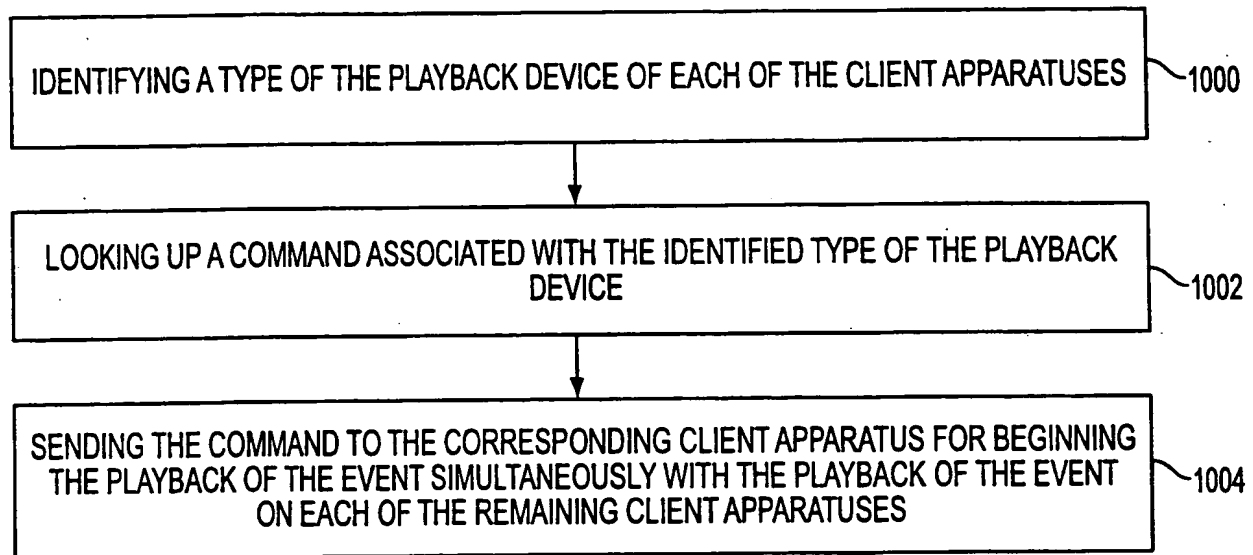 IDENTIFYING A TYPE OF THE PLAYBACK DEVICE OF EACH OF THE CLIENT APPARATUSES
1000
LOOKING UP A COMMAND ASSOCIATED WITH THE IDENTIFIED TYPE OF THE PLAYBACK
DEVICE
1002
SENDING THE COMMAND TO THE CORRESPONDING CLIENT APPARATUS FOR BEGINNING
THE PLAYBACK OF THE EVENT SIMULTANEOUSLY WITH THE PLAYBACK OF THE EVENT
ON EACH OF THE REMAINING CLIENT APPARATUSES
1004